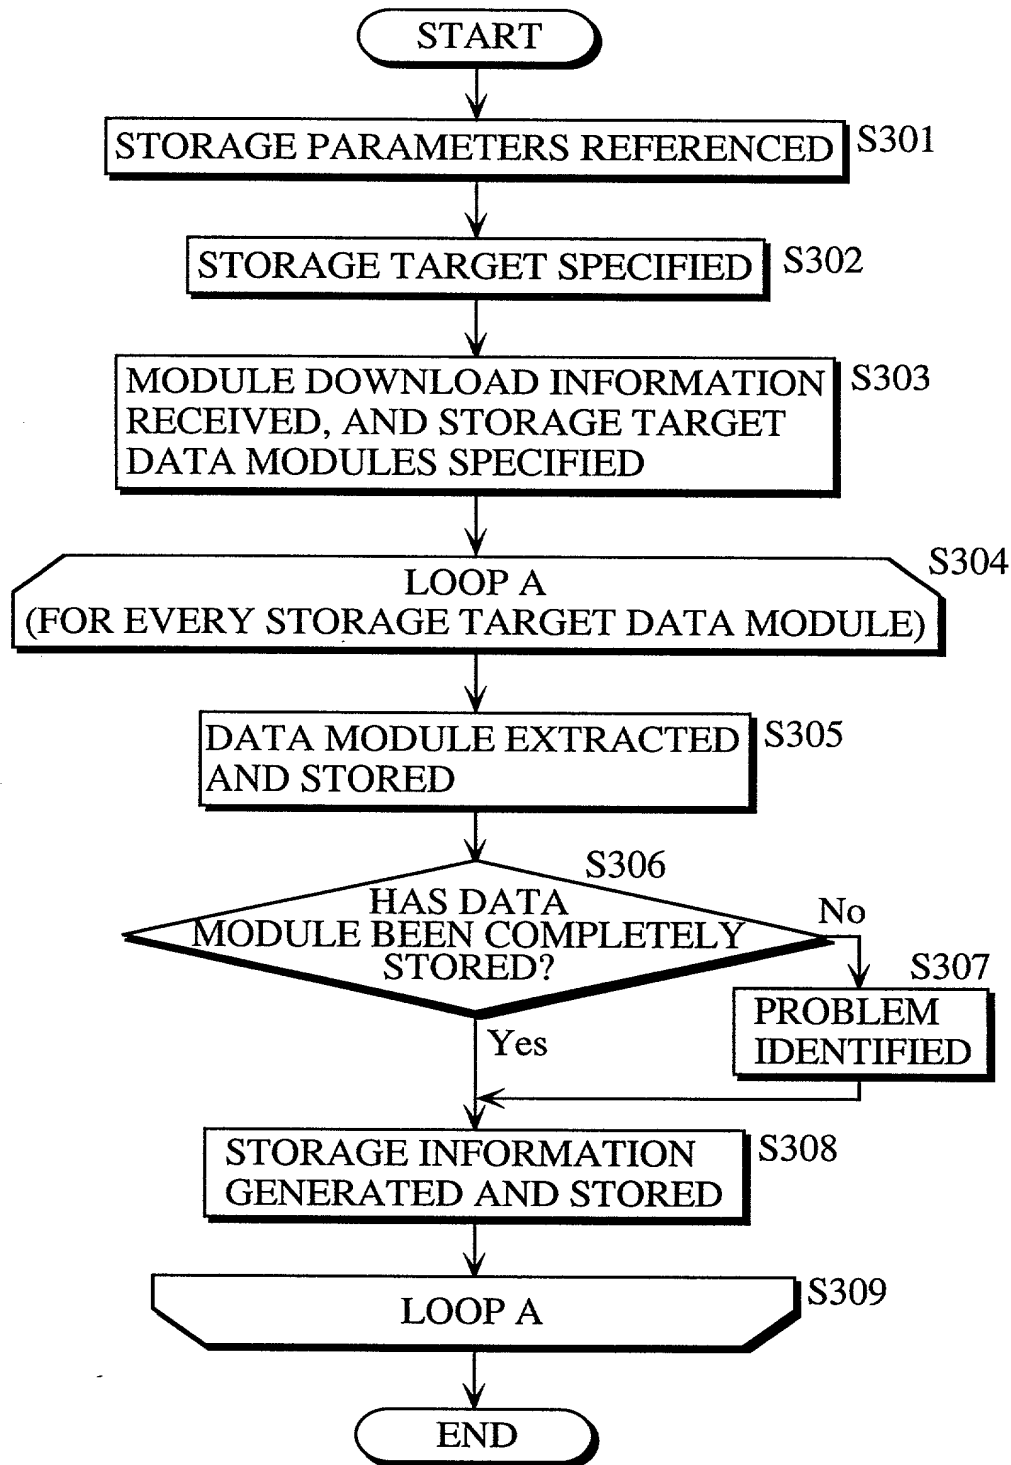 START
STORAGE PARAMETERS REFERENCED
S301
STORAGE TARGET SPECIFIED
S302
MODULE DOWNLOAD INFORMATION
RECEIVED, AND STORAGE TARGET
DATA MODULES SPECIFIED
S303
S304
LOOP A
(FOR EVERY STORAGE TARGET DATA MODULE)
DATA MODULE EXTRACTED
AND STORED
S305
S306
HAS DATA
MODULE BEEN COMPLETELY
STORED?
No
S307
PROBLEM
IDENTIFIED
Yes
STORAGE INFORMATION
GENERATED AND STORED
S308
LOOP A
S309
END